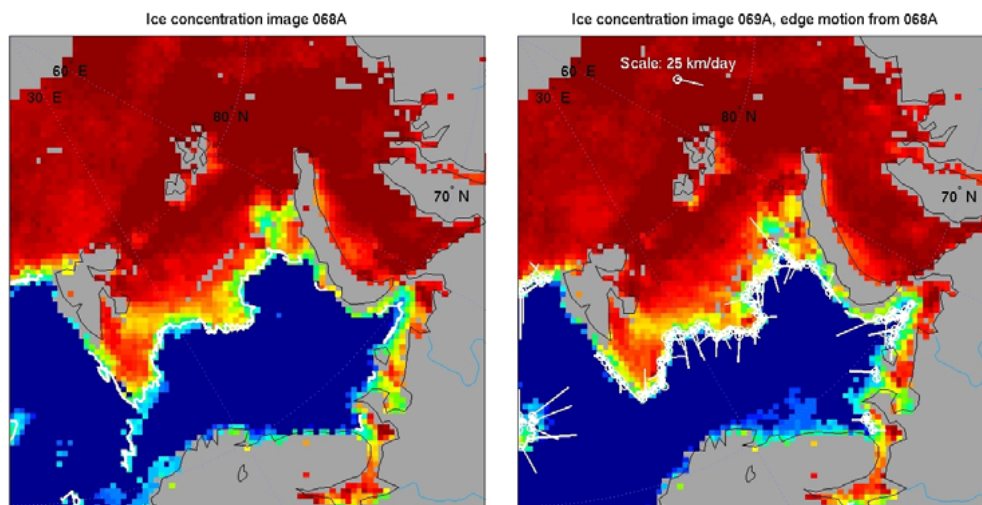 Ice concentration image 068A
Ice concentration image 069A, edge motion from 068A
60 E
30 E
80 N
70° N
Scale: 25 km/day
60 E
30 E
80 N
70° N